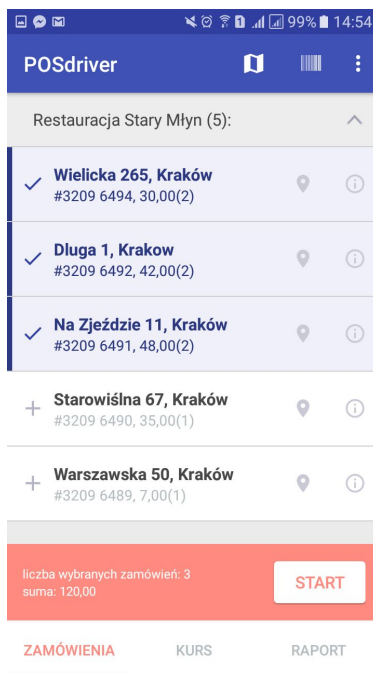 99% 14:54
POSdriver
Restauracja Stary Młyn (5):
Wielicka 265, Kraków
#3209 6494, 30,00(2)
Dluga 1, Krakow
#3209 6492, 42,00(2)
Na Zjeździe 11, Kraków
#3209 6491, 48,00(2)
Starowiślna 67, Kraków
#3209 6490, 35,00(1)
Warszawska 50, Kraków
#3209 6489, 7,00(1)
liczba wybranych zamówień: 3
suma: 120,00
START
ZAMÓWIENIA KURS RAPORT